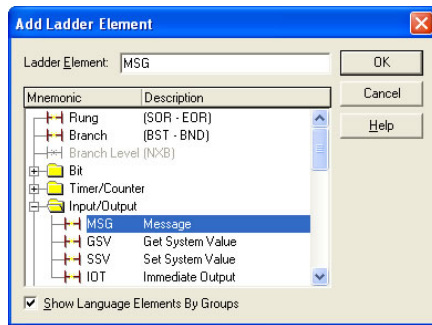 Add Ladder Element
Ladder Element: MSG
OK
Cancel
Help
Mnemonic Description
Rung (SOR - EOR)
Branch (BST - BND)
Branch Level (NXB)
Bit
Timer/Counter
Input/Output
MSG Message
GSV Get System Value
SSV Set System Value
IOT Immediate Output
Show Language Elements By Groups